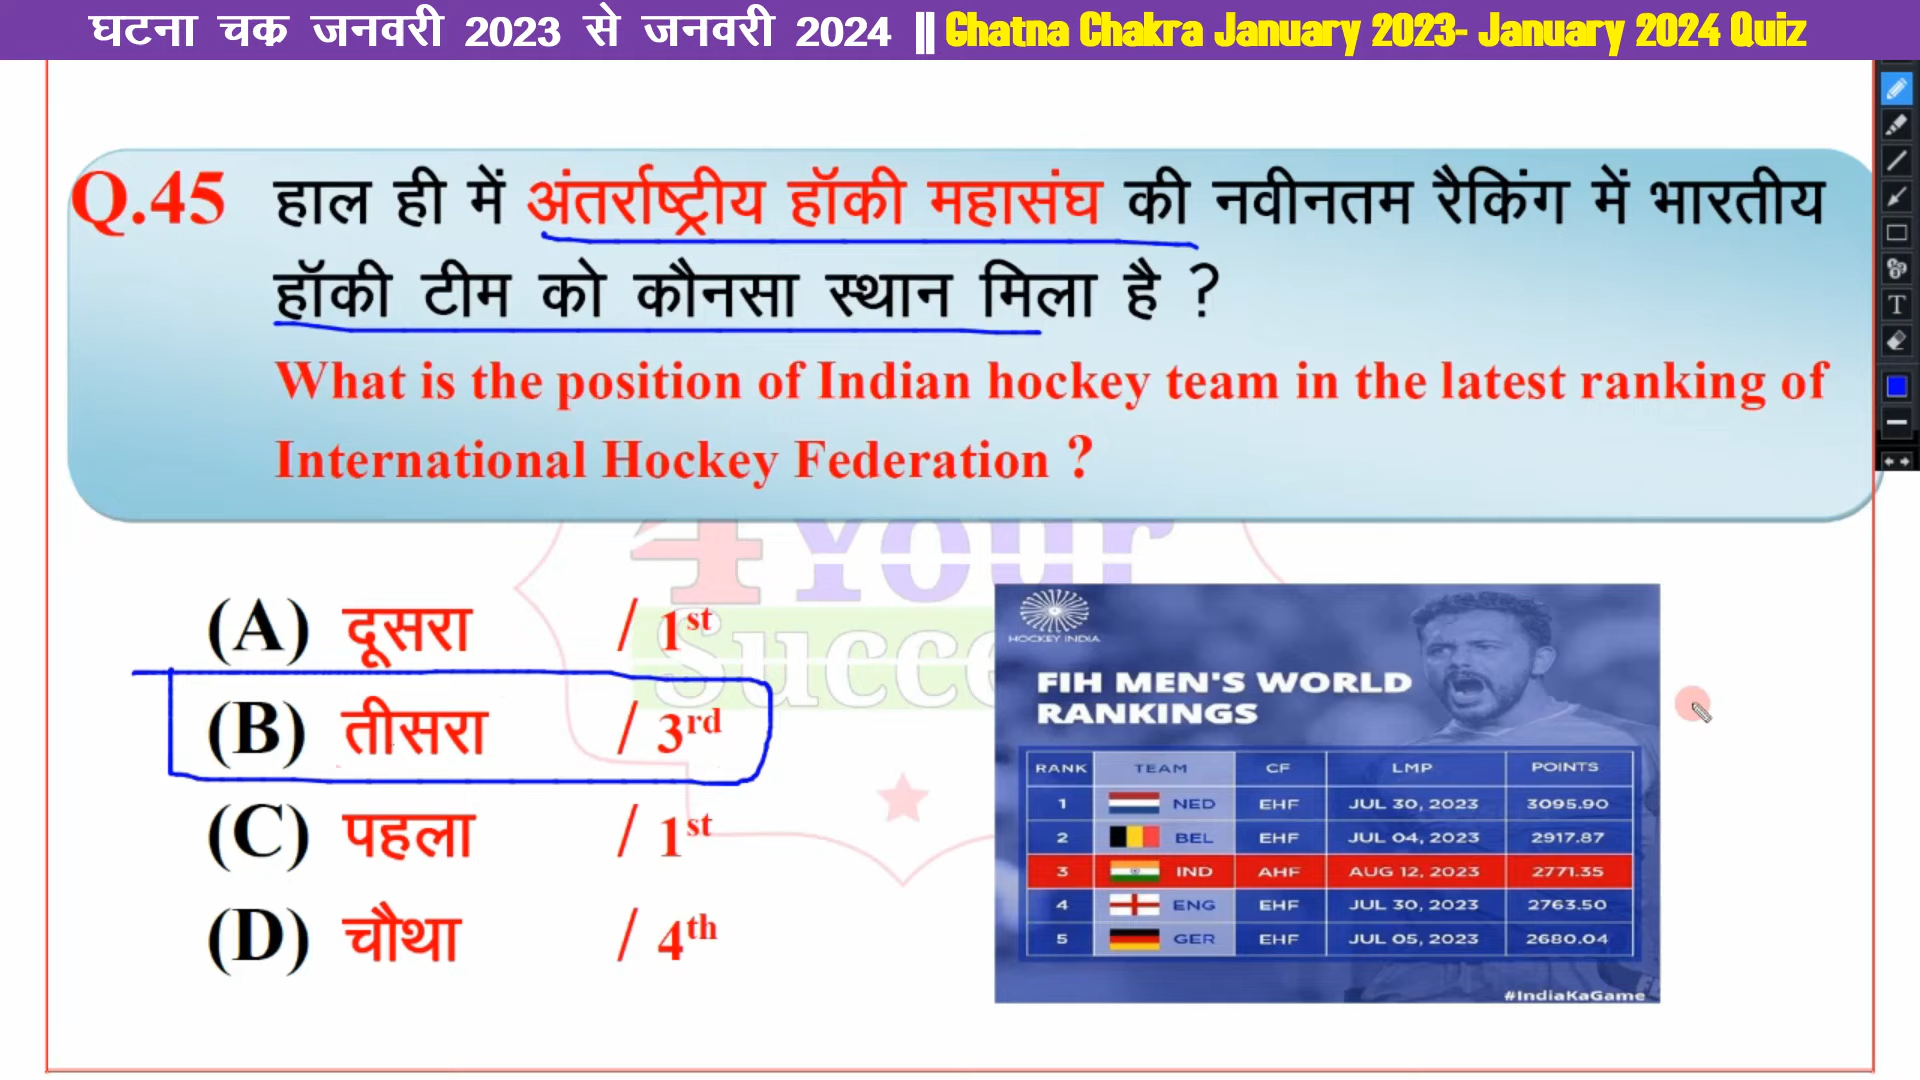 घटना चक्र जनवरी 2023 से जनवरी 2024 || Ghatna Chakra January 2023- January 2024 Quiz
Q.45 हाल ही में अंतर्राष्ट्रीय हॉकी महासंघ की नवीनतम रैकिंग में भारतीय
हॉकी टीम को कौनसा स्थान मिला है ?
What is the position of Indian hockey team in the latest ranking of
International Hockey Federation ?
4Your
Succe
(A) दूसरा / 1st
(B) तीसरा / 3rd
(C) पहला / 1st
(D) चौथा / 4th
HOCKEY INDIA
FIH MEN'S WORLD
RANKINGS
RANK TEAM CF LMP POINTS
1 NED EHF JUL 30, 2023 3095.90
2 BEL EHF JUL 04, 2023 2917.87
3 IND AHF AUG 12, 2023 2771.35
4 ENG EHF JUL 30, 2023 2763.50
5 GER EHF JUL 05, 2023 2680.04
#IndiaKaGame
T